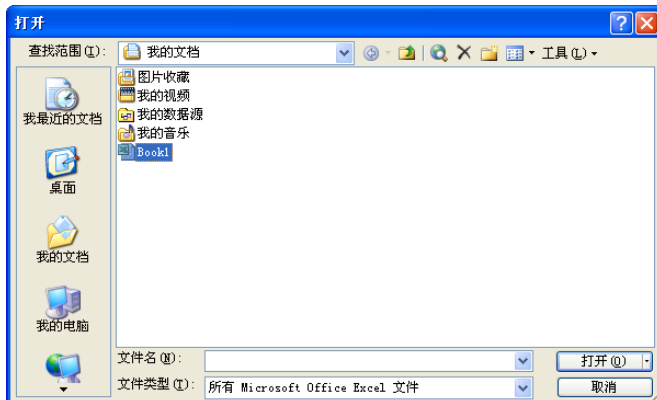 打开
查找范围(I): 我的文档 工具(L)
我最近的文档
桌面
我的文档
我的电脑
图片收藏
我的视频
我的数据源
我的音乐
Book1
文件名(N): 打开(O)
文件类型(T): 所有 Microsoft Office Excel 文件 取消